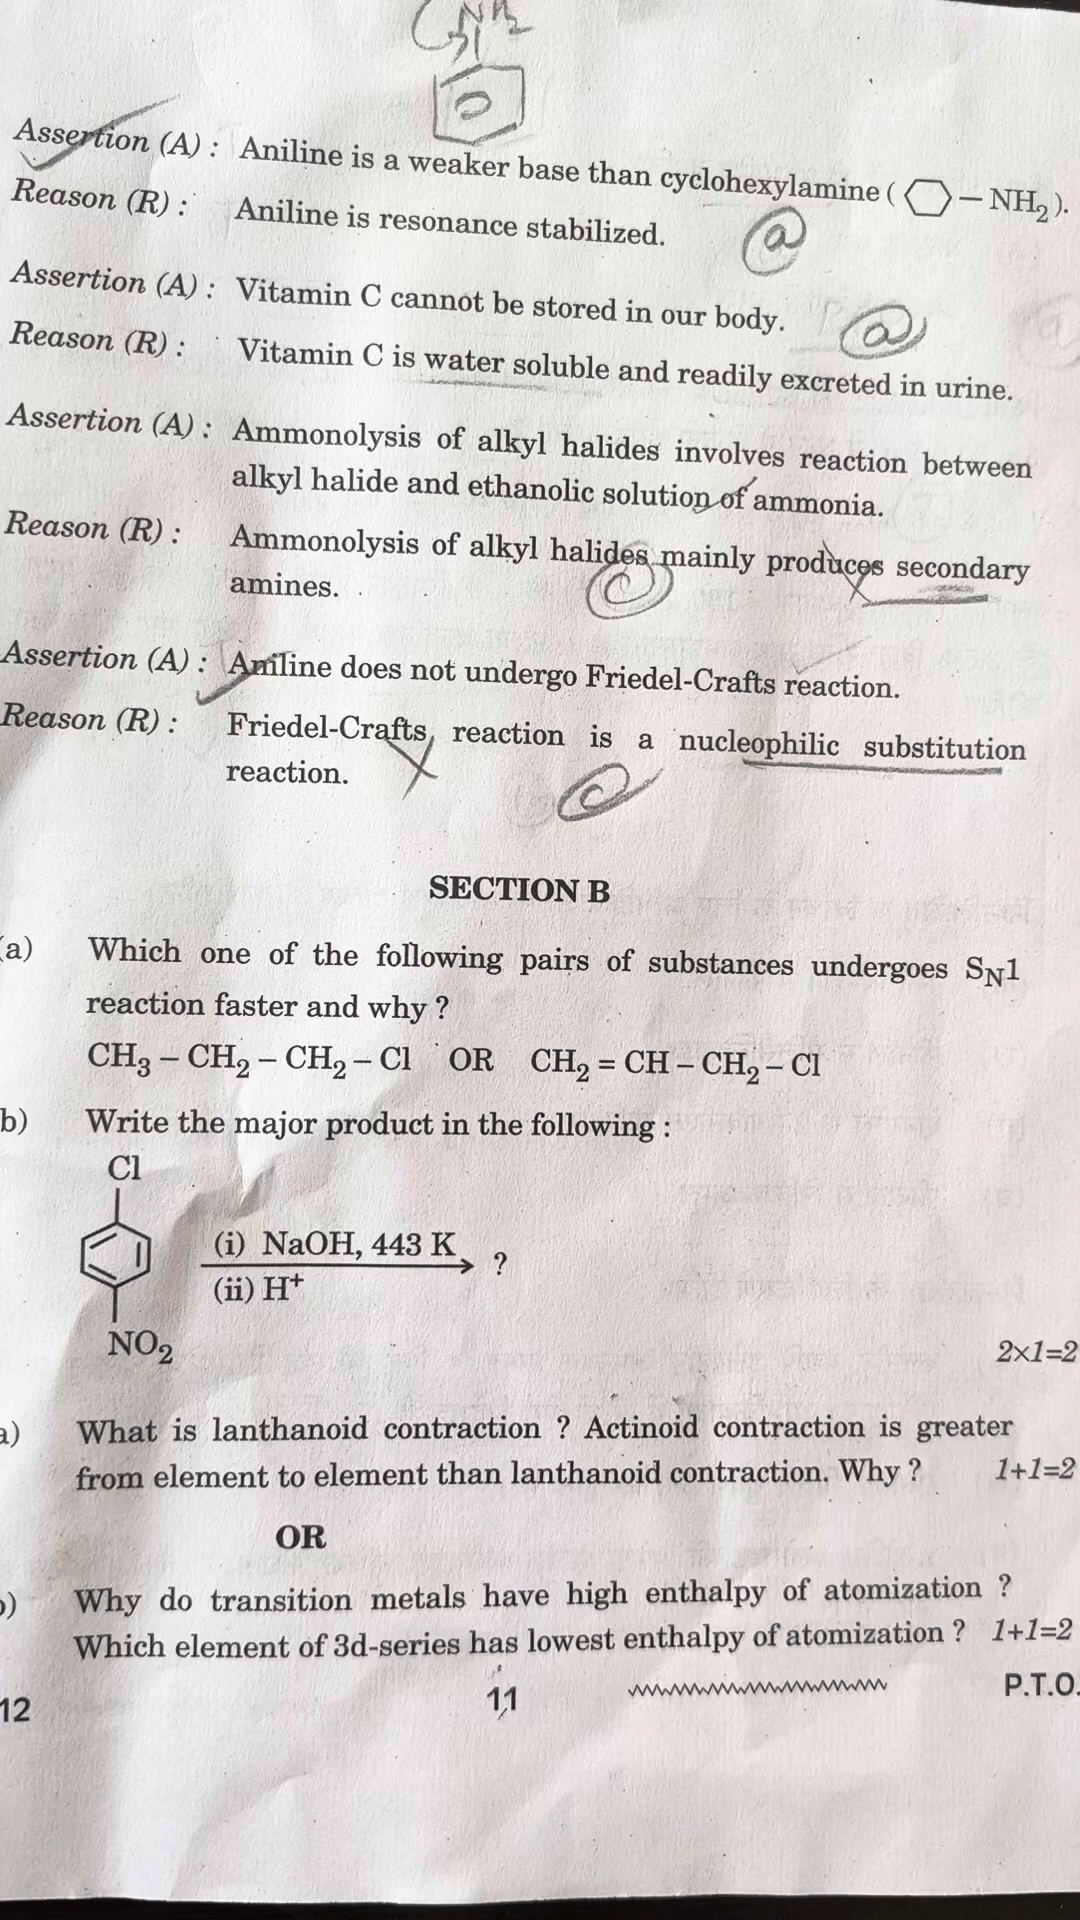 NH2
Assertion (A) : Aniline is a weaker base than cyclohexylamine ( – NH2 ).
Reason (R) : Aniline is resonance stabilized.
a
Assertion (A) : Vitamin C cannot be stored in our body.
a
Reason (R) : Vitamin C is water soluble and readily excreted in urine.
Assertion (A) : Ammonolysis of alkyl halides involves reaction between
alkyl halide and ethanolic solution of ammonia.
Reason (R) : Ammonolysis of alkyl halides mainly produces secondary
amines.
C
Assertion (A) : Aniline does not undergo Friedel-Crafts reaction.
Reason (R) : Friedel-Crafts reaction is a nucleophilic substitution
reaction.
C
SECTION B
(a) Which one of the following pairs of substances undergoes SN1
reaction faster and why ?
CH3 – CH2 – CH2 – Cl OR CH2 = CH – CH2 – Cl
b) Write the major product in the following :
Cl
(i) NaOH, 443 K
(ii) H+
?
NO2
2×1=2
a) What is lanthanoid contraction ? Actinoid contraction is greater
from element to element than lanthanoid contraction. Why ? 1+1=2
OR
) Why do transition metals have high enthalpy of atomization ?
Which element of 3d-series has lowest enthalpy of atomization ? 1+1=2
12 11 P.T.O.